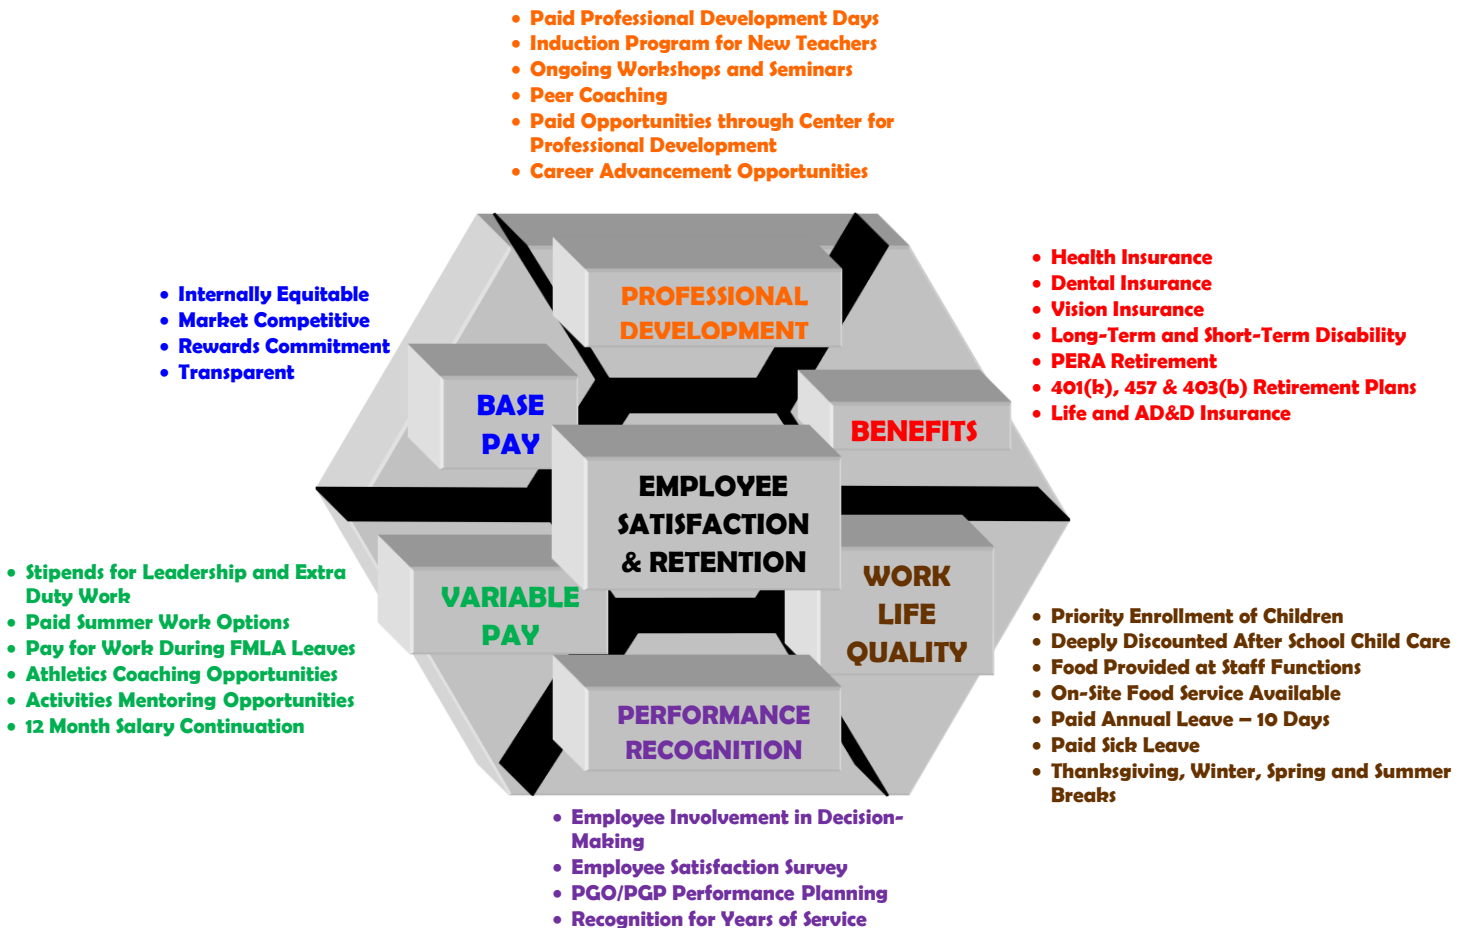 • Paid Professional Development Days
• Induction Program for New Teachers
• Ongoing Workshops and Seminars
• Peer Coaching
• Paid Opportunities through Center for
Professional Development
• Career Advancement Opportunities
• Internally Equitable
• Market Competitive
• Rewards Commitment
• Transparent
• Health Insurance
• Dental Insurance
• Vision Insurance
• Long-Term and Short-Term Disability
• PERA Retirement
• 401(k), 457 & 403(b) Retirement Plans
• Life and AD&D Insurance
PROFESSIONAL
DEVELOPMENT
BASE
PAY
BENEFITS
EMPLOYEE
SATISFACTION
& RETENTION
VARIABLE
PAY
WORK
LIFE
QUALITY
PERFORMANCE
RECOGNITION
• Stipends for Leadership and Extra
Duty Work
• Paid Summer Work Options
• Pay for Work During FMLA Leaves
• Athletics Coaching Opportunities
• Activities Mentoring Opportunities
• 12 Month Salary Continuation
• Priority Enrollment of Children
• Deeply Discounted After School Child Care
• Food Provided at Staff Functions
• On-Site Food Service Available
• Paid Annual Leave – 10 Days
• Paid Sick Leave
• Thanksgiving, Winter, Spring and Summer
Breaks
• Employee Involvement in Decision-
Making
• Employee Satisfaction Survey
• PGO/PGP Performance Planning
• Recognition for Years of Service